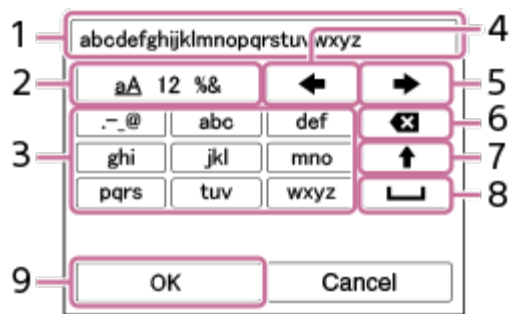 4
1 abcdefghijklmnopqrstuvwxyz
2 aA 12 %& 5
.-_@ abc def 6
3 ghi jkl mno 7
pqrs tuv wxyz 8
9 OK Cancel